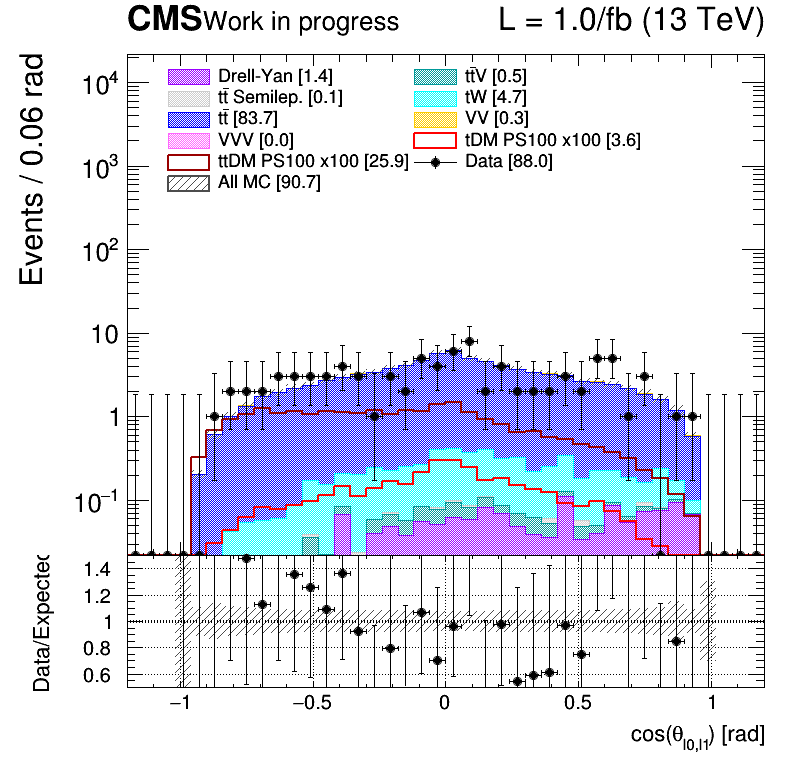 CMS Work in progress L = 1.0/fb (13 TeV)
Events / 0.06 rad
Drell-Yan [1.4] tt̄V [0.5]
tt̄ Semilep. [0.1] tW [4.7]
tt̄ [83.7] VV [0.3]
VVV [0.0] tDM PS100 x100 [3.6]
ttDM PS100 x100 [25.9] Data [88.0]
All MC [90.7]
10⁴
10³
10²
10
1
10⁻¹
Data/Expected
1.4
1.2
1
0.8
0.6
−1 −0.5 0 0.5 1
cos(θ_l0,l1) [rad]